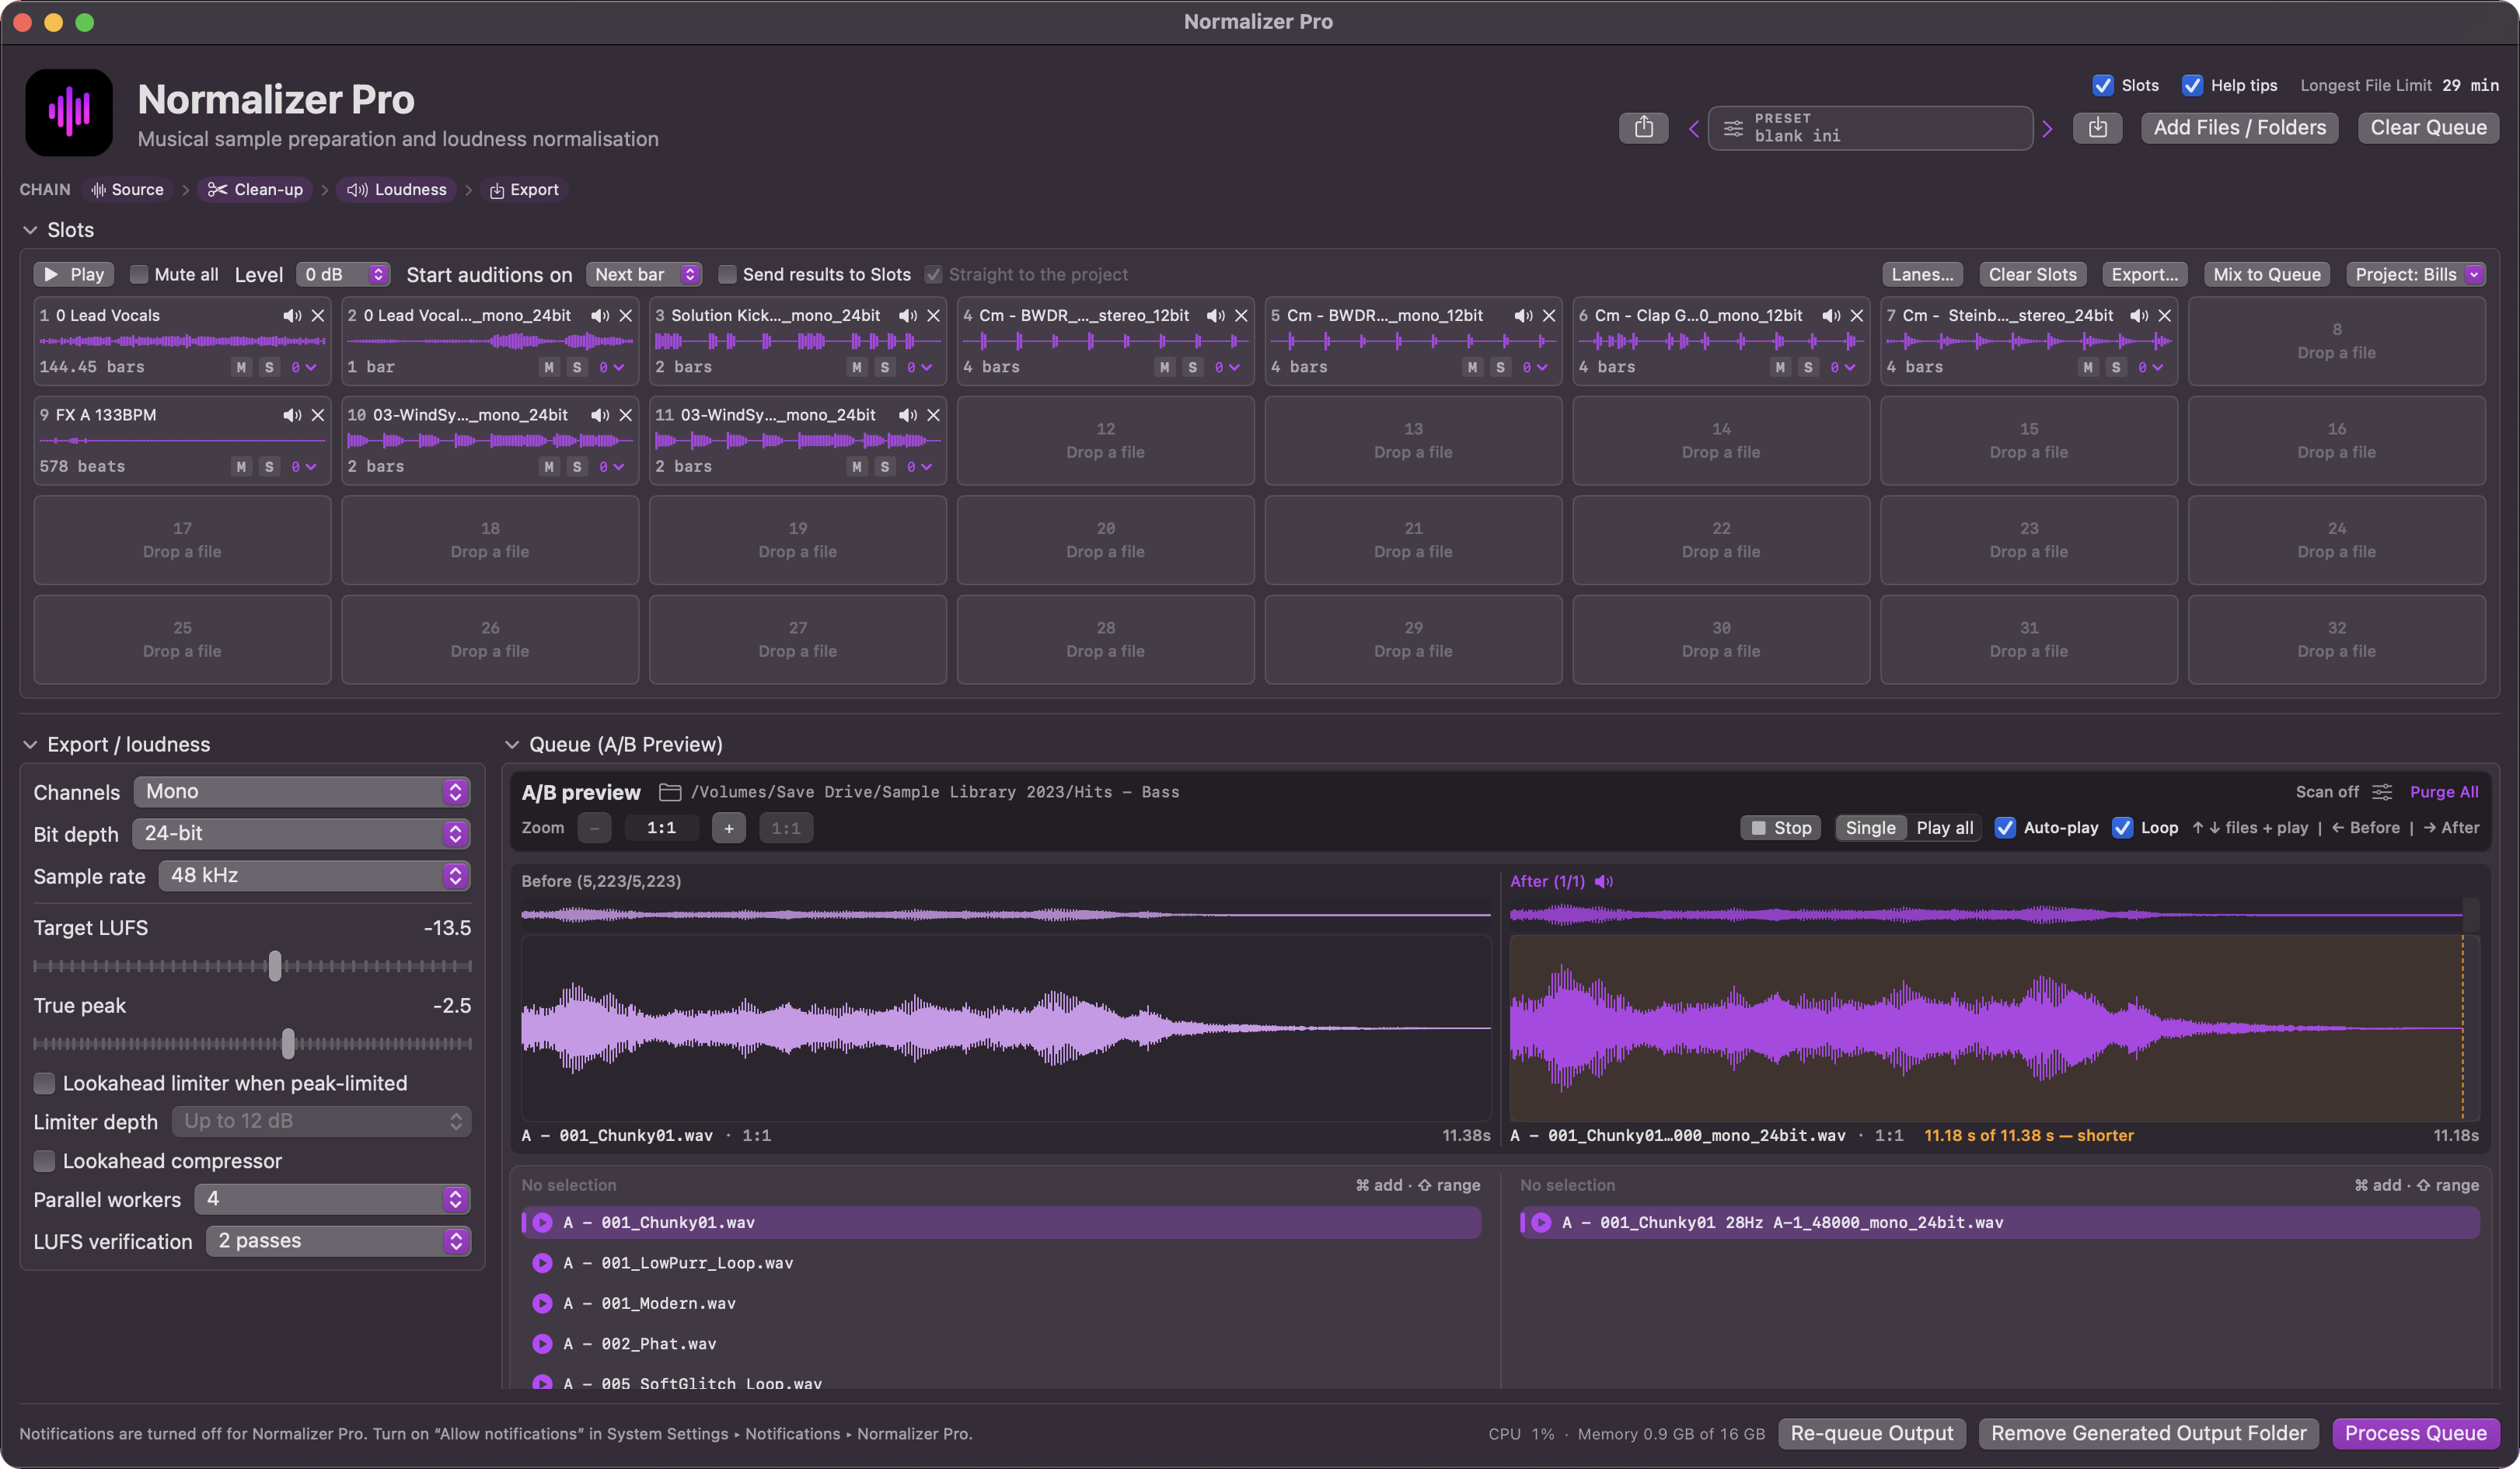 Normalizer Pro
Normalizer Pro
Musical sample preparation and loudness normalisation
Slots Help tips Longest File Limit 29 min
PRESET
blank ini
Add Files / Folders Clear Queue
CHAIN Source Clean-up Loudness Export
Slots
Play Mute all Level 0 dB Start auditions on Next bar Send results to Slots Straight to the project Lanes... Clear Slots Export... Mix to Queue Project: Bills
1 0 Lead Vocals
144.45 bars M S 0
2 0 Lead Vocal..._mono_24bit
1 bar M S 0
3 Solution Kick..._mono_24bit
2 bars M S 0
4 Cm - BWDR_..._stereo_12bit
4 bars M S 0
5 Cm - BWDR..._mono_12bit
4 bars M S 0
6 Cm - Clap G...0_mono_12bit
4 bars M S 0
7 Cm - Steinb..._stereo_24bit
4 bars M S 0
8
Drop a file
9 FX A 133BPM
578 beats M S 0
10 03-WindSy..._mono_24bit
2 bars M S 0
11 03-WindSy..._mono_24bit
2 bars M S 0
12
Drop a file
13
Drop a file
14
Drop a file
15
Drop a file
16
Drop a file
17
Drop a file
18
Drop a file
19
Drop a file
20
Drop a file
21
Drop a file
22
Drop a file
23
Drop a file
24
Drop a file
25
Drop a file
26
Drop a file
27
Drop a file
28
Drop a file
29
Drop a file
30
Drop a file
31
Drop a file
32
Drop a file
Export / loudness
Channels Mono
Bit depth 24-bit
Sample rate 48 kHz
Target LUFS -13.5
True peak -2.5
Lookahead limiter when peak-limited
Limiter depth Up to 12 dB
Lookahead compressor
Parallel workers 4
LUFS verification 2 passes
Queue (A/B Preview)
A/B preview /Volumes/Save Drive/Sample Library 2023/Hits – Bass Scan off Purge All
Zoom − 1:1 + 1:1 Stop Single Play all Auto-play Loop ↑ ↓ files + play | ← Before | → After
Before (5,223/5,223)
A – 001_Chunky01.wav · 1:1 11.38s
After (1/1)
A – 001_Chunky01…000_mono_24bit.wav · 1:1 11.18 s of 11.38 s — shorter 11.18s
No selection ⌘ add · ⇧ range
A – 001_Chunky01.wav
A – 001_LowPurr_Loop.wav
A – 001_Modern.wav
A – 002_Phat.wav
A – 005_SoftGlitch_Loop.wav
No selection ⌘ add · ⇧ range
A – 001_Chunky01 28Hz A-1_48000_mono_24bit.wav
Notifications are turned off for Normalizer Pro. Turn on “Allow notifications” in System Settings ▸ Notifications ▸ Normalizer Pro.
CPU 1% · Memory 0.9 GB of 16 GB Re-queue Output Remove Generated Output Folder Process Queue